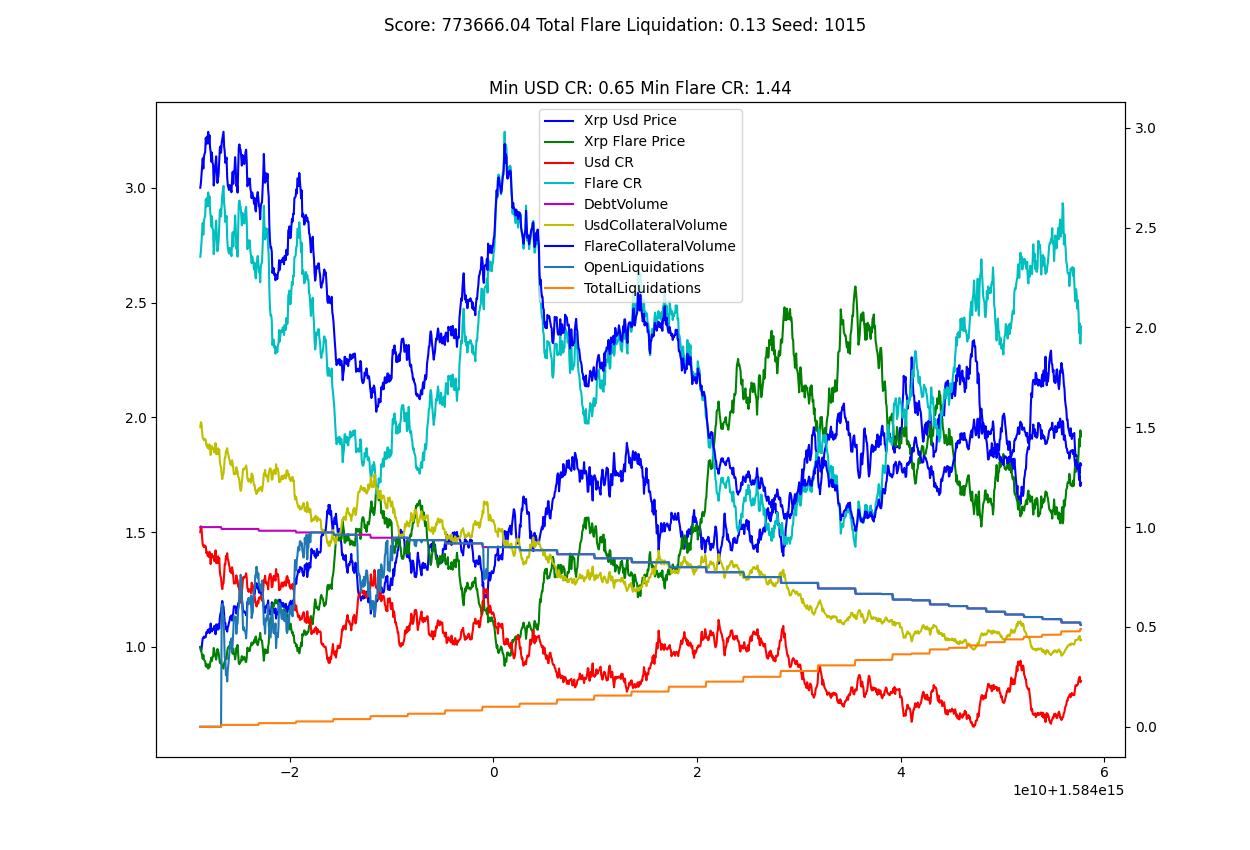 Score: 773666.04 Total Flare Liquidation: 0.13 Seed: 1015
Min USD CR: 0.65 Min Flare CR: 1.44
Xrp Usd Price
Xrp Flare Price
Usd CR
Flare CR
DebtVolume
UsdCollateralVolume
FlareCollateralVolume
OpenLiquidations
TotalLiquidations
3.0
2.5
2.0
1.5
1.0
3.0
2.5
2.0
1.5
1.0
0.5
0.0
−2 0 2 4 6
1e10+1.584e15